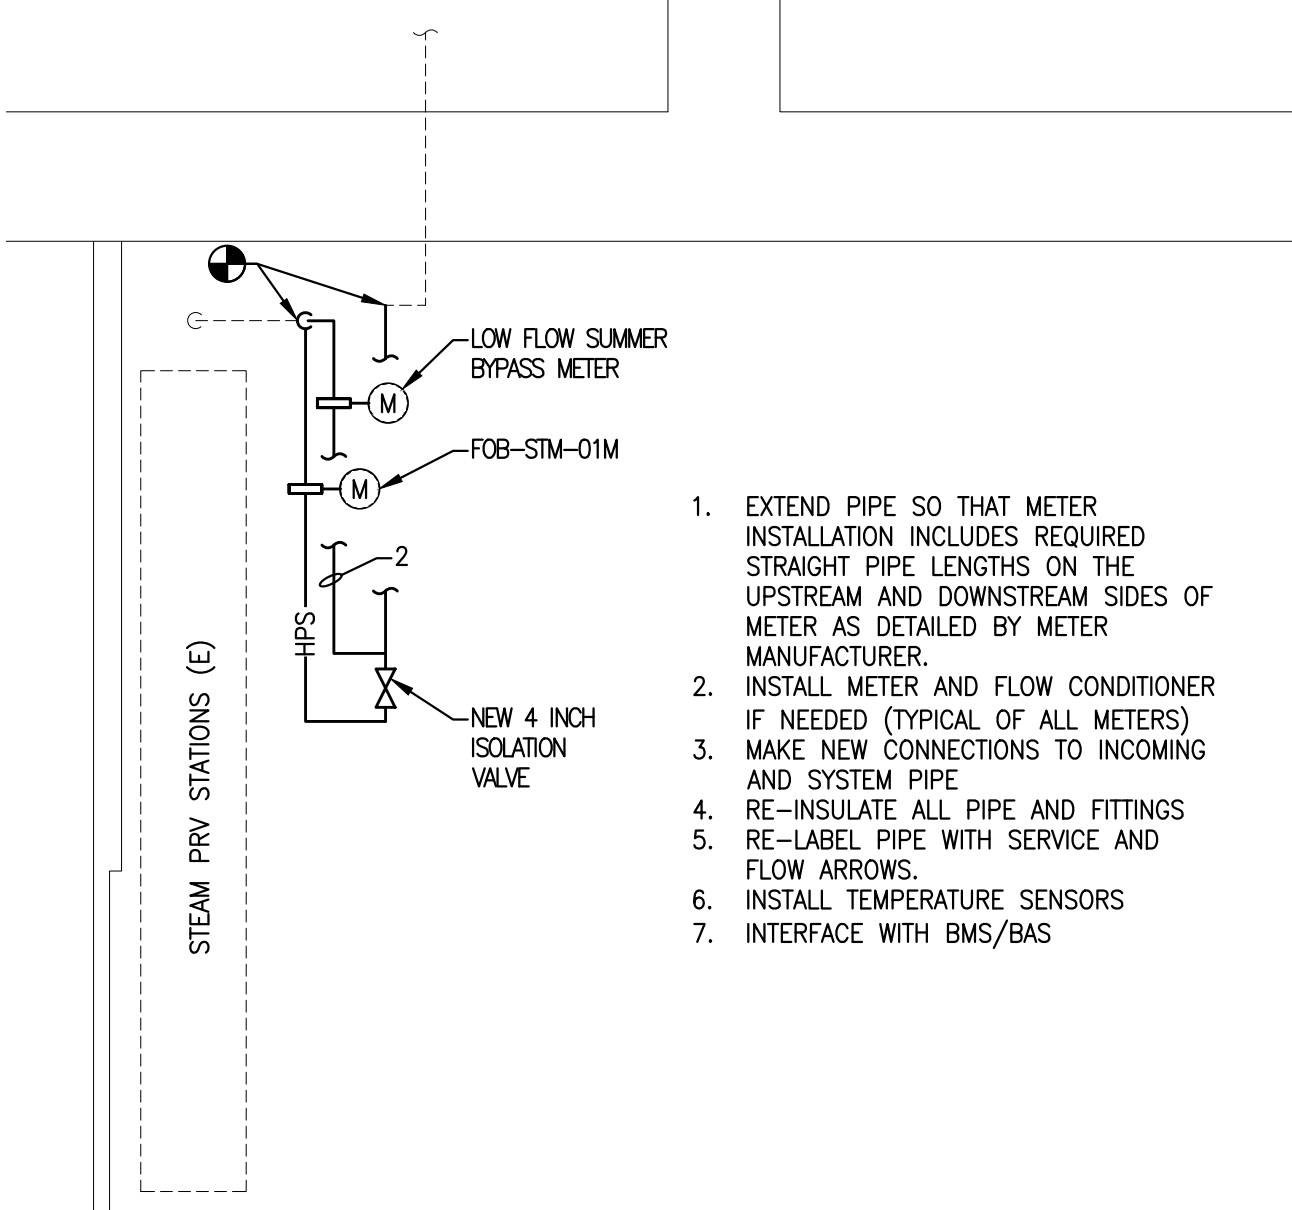 LOW FLOW SUMMER
BYPASS METER
M
FOB-STM-01M
M
2
HPS
NEW 4 INCH
ISOLATION
VALVE
STEAM PRV STATIONS (E)
1. EXTEND PIPE SO THAT METER
INSTALLATION INCLUDES REQUIRED
STRAIGHT PIPE LENGTHS ON THE
UPSTREAM AND DOWNSTREAM SIDES OF
METER AS DETAILED BY METER
MANUFACTURER.
2. INSTALL METER AND FLOW CONDITIONER
IF NEEDED (TYPICAL OF ALL METERS)
3. MAKE NEW CONNECTIONS TO INCOMING
AND SYSTEM PIPE
4. RE-INSULATE ALL PIPE AND FITTINGS
5. RE-LABEL PIPE WITH SERVICE AND
FLOW ARROWS.
6. INSTALL TEMPERATURE SENSORS
7. INTERFACE WITH BMS/BAS